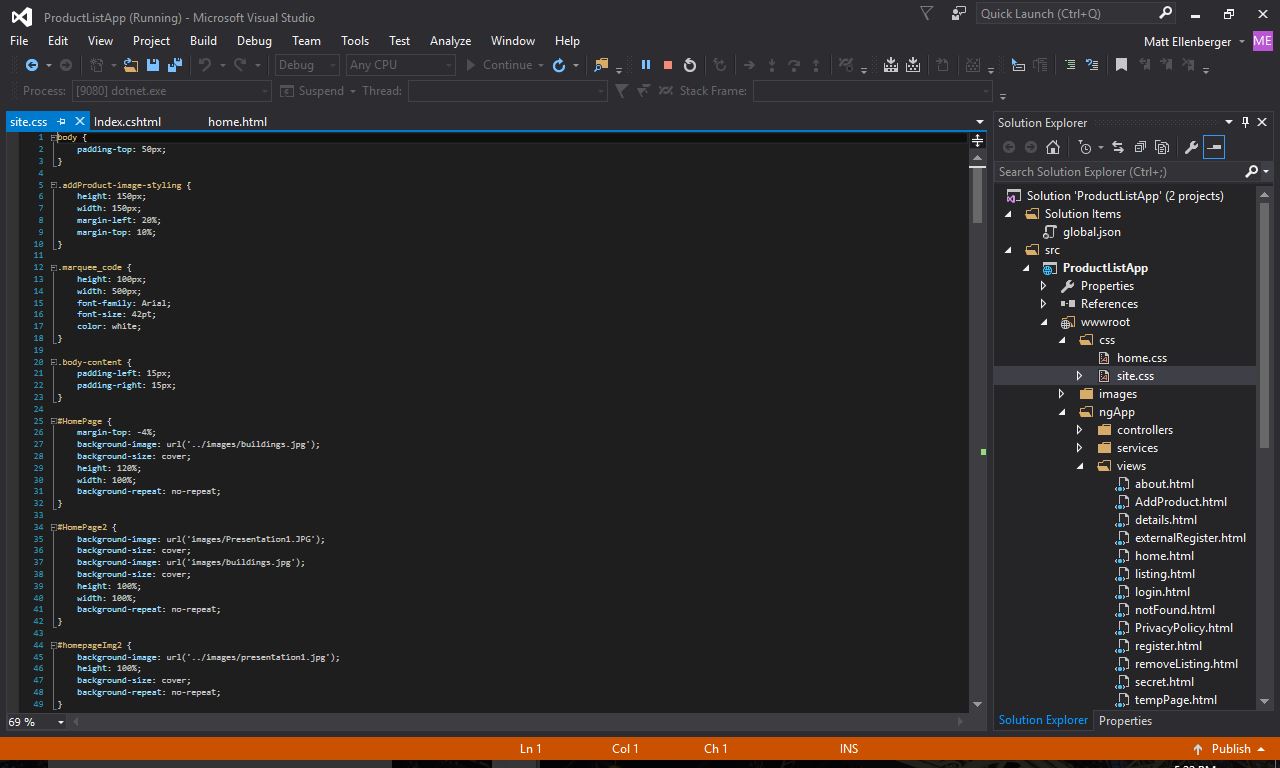 ProductListApp (Running) - Microsoft Visual Studio
Quick Launch (Ctrl+Q)
File Edit View Project Build Debug Team Tools Test Analyze Window Help
Matt Ellenberger ME
Debug Any CPU Continue
Process: [9080] dotnet.exe Suspend Thread: Stack Frame:
site.css Index.cshtml home.html
1 body {
2 padding-top: 50px;
3 }
4
5 .addProduct-image-styling {
6 height: 150px;
7 width: 150px;
8 margin-left: 20%;
9 margin-top: 10%;
10 }
11
12 .marquee_code {
13 height: 100px;
14 width: 500px;
15 font-family: Arial;
16 font-size: 42pt;
17 color: white;
18 }
19
20 .body-content {
21 padding-left: 15px;
22 padding-right: 15px;
23 }
24
25 #HomePage {
26 margin-top: -4%;
27 background-image: url('../images/buildings.jpg');
28 background-size: cover;
29 height: 120%;
30 width: 100%;
31 background-repeat: no-repeat;
32 }
33
34 #HomePage2 {
35 background-image: url('images/Presentation1.JPG');
36 background-size: cover;
37 background-image: url('images/buildings.jpg');
38 background-size: cover;
39 height: 100%;
40 width: 100%;
41 background-repeat: no-repeat;
42 }
43
44 #homepageImg2 {
45 background-image: url('../images/presentation1.jpg');
46 height: 100%;
47 background-size: cover;
48 background-repeat: no-repeat;
49 }
69 %
Solution Explorer
Search Solution Explorer (Ctrl+;)
Solution 'ProductListApp' (2 projects)
Solution Items
global.json
src
ProductListApp
Properties
References
wwwroot
css
home.css
site.css
images
ngApp
controllers
services
views
about.html
AddProduct.html
details.html
externalRegister.html
home.html
listing.html
login.html
notFound.html
PrivacyPolicy.html
register.html
removeListing.html
secret.html
tempPage.html
Solution Explorer Properties
Ln 1 Col 1 Ch 1 INS Publish